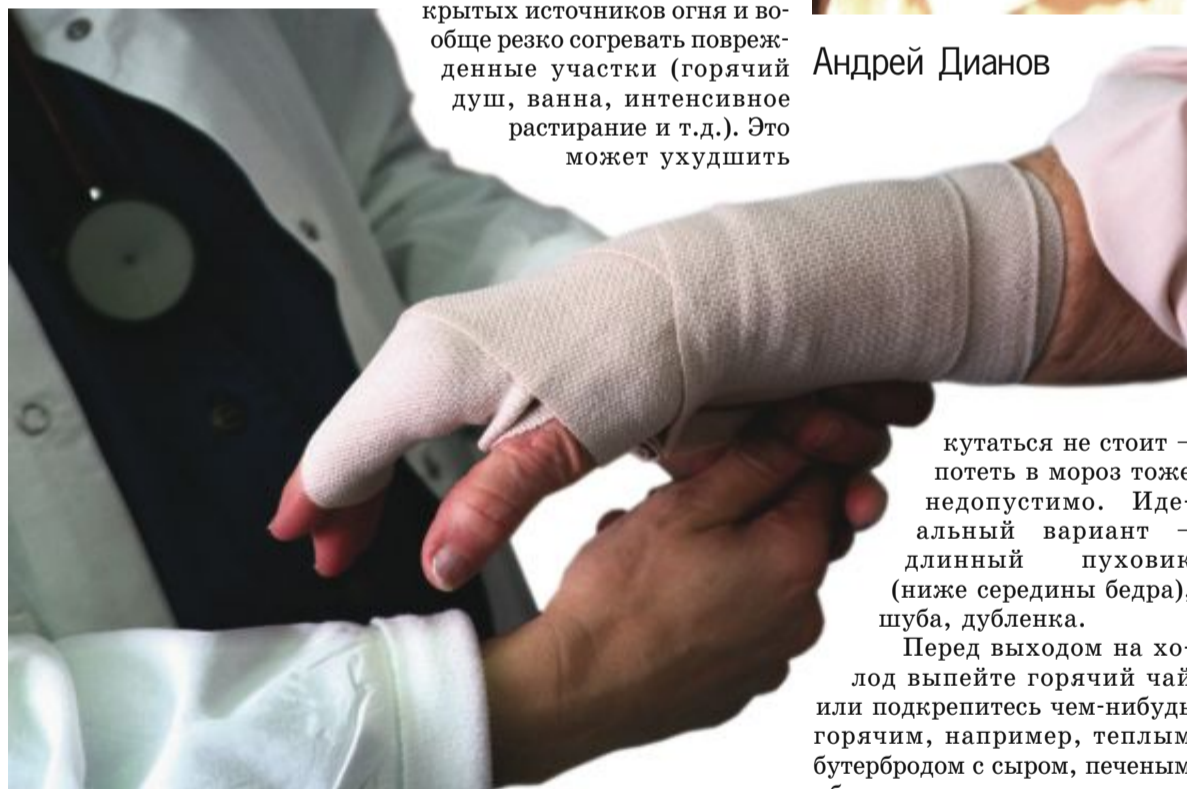 крытых источников огня и во-
обще резко согревать повреж-
денные участки (горячий
душ, ванна, интенсивное
растирание и т.д.). Это
может ухудшить
Андрей Дианов
кутаться не стоит –
потеть в мороз тоже
недопустимо. Иде-
альный вариант –
длинный пуховик
(ниже середины бедра),
шуба, дубленка.
Перед выходом на хо-
лод выпейте горячий чай
или подкрепитесь чем-нибудь
горячим, например, теплым
бутербродом с сыром, печеным